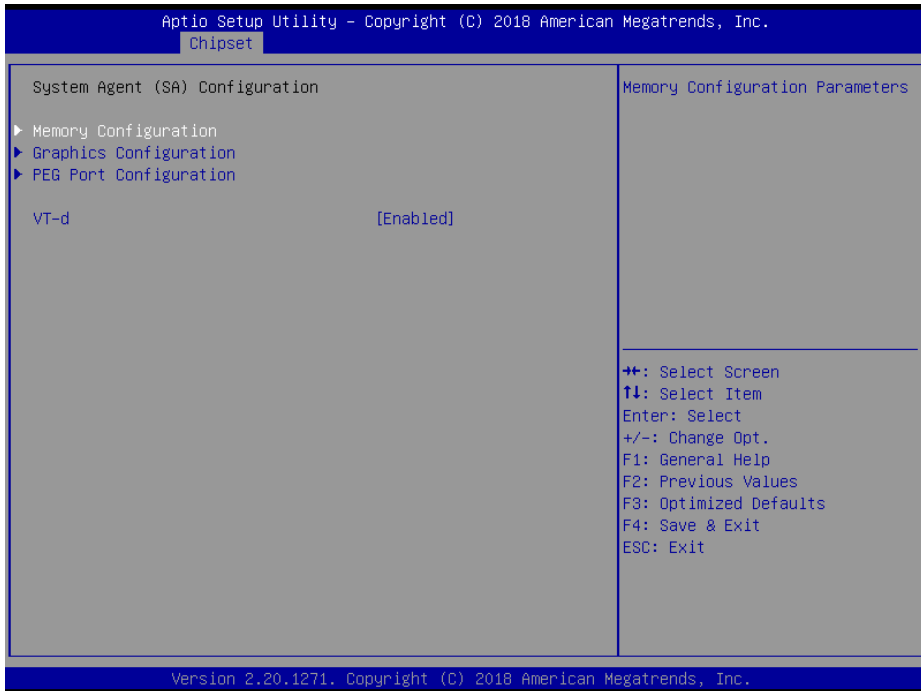 Aptio Setup Utility – Copyright (C) 2018 American Megatrends, Inc.
Chipset
System Agent (SA) Configuration
Memory Configuration
Graphics Configuration
PEG Port Configuration
VT-d [Enabled]
Memory Configuration Parameters
→←: Select Screen
↑↓: Select Item
Enter: Select
+/-: Change Opt.
F1: General Help
F2: Previous Values
F3: Optimized Defaults
F4: Save & Exit
ESC: Exit
Version 2.20.1271. Copyright (C) 2018 American Megatrends, Inc.